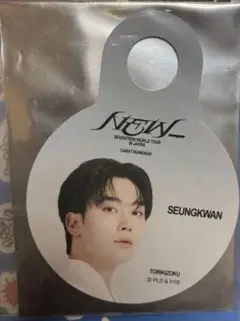 NEW_
SEVENTEEN WORLD TOUR
IN JAPAN
SEUNGKWAN
TORIKIZOKU
© PLD & HYB